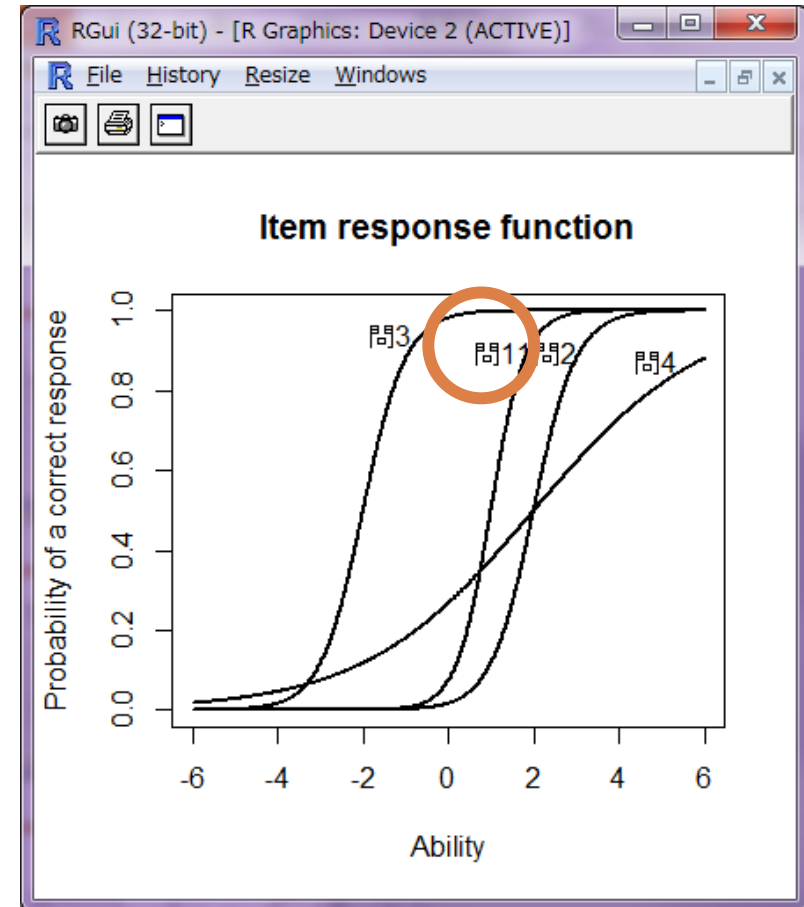 RGui (32-bit) - [R Graphics: Device 2 (ACTIVE)]
File History Resize Windows
Item response function
Probability of a correct response
1.0
0.8
0.6
0.4
0.2
0.0
問3
問1
問2
問4
-6 -4 -2 0 2 4 6
Ability